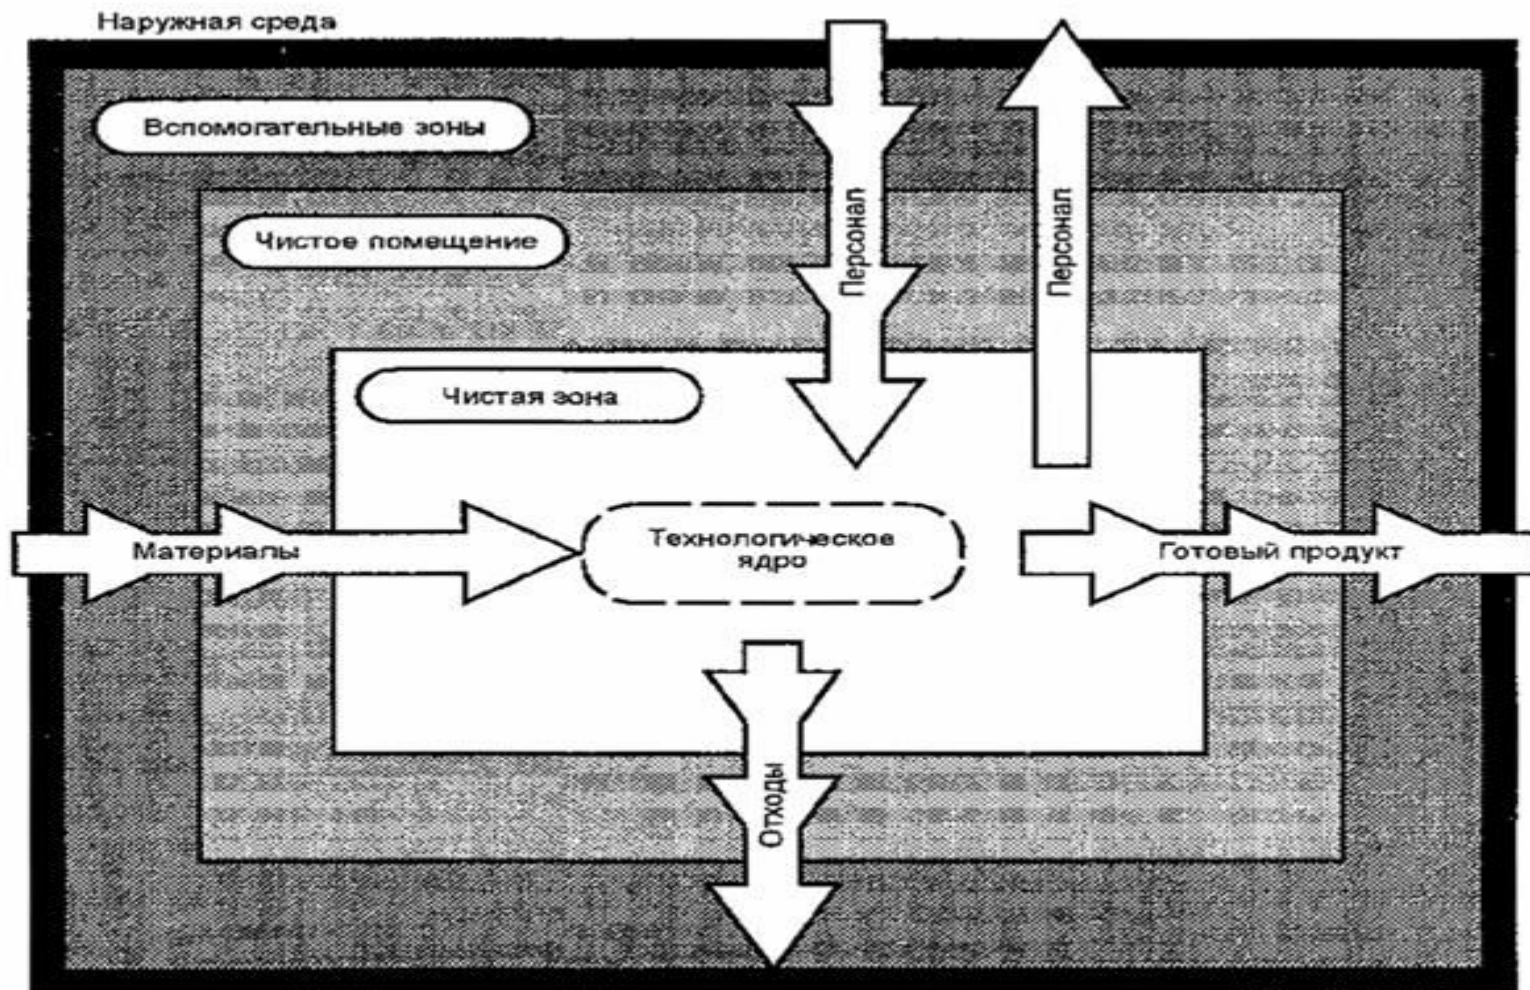 Наружная среда
Вспомогательные зоны
Чистое помещение
Персонал
Персонал
Чистая зона
Материалы
Технологическое
ядро
Готовый продукт
Отходы